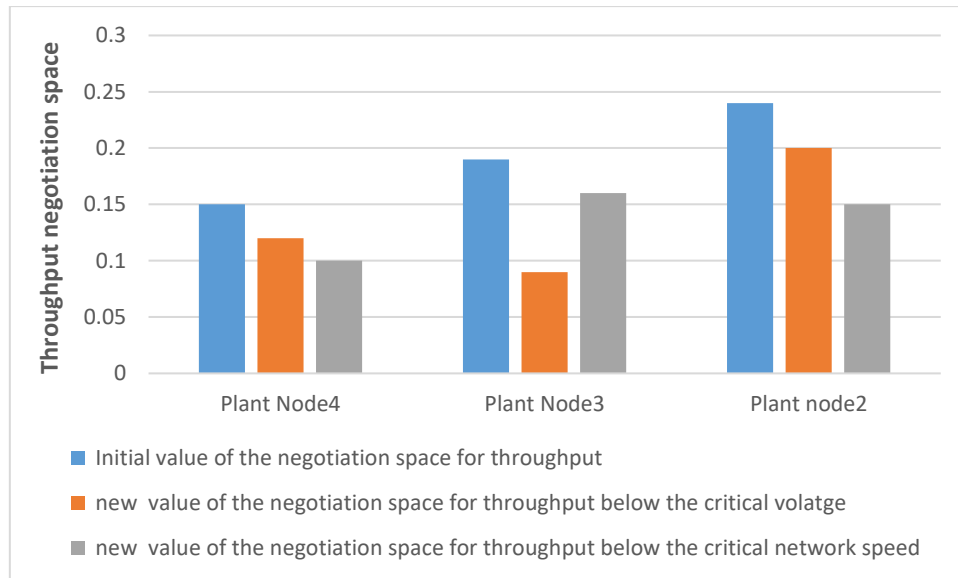 Throughput negotiation space
0.3
0.25
0.2
0.15
0.1
0.05
0
Plant Node4 Plant Node3 Plant node2
Initial value of the negotiation space for throughput
new  value of the negotiation space for throughput below the critical volatge
new  value of the negotiation space for throughput below the critical network speed